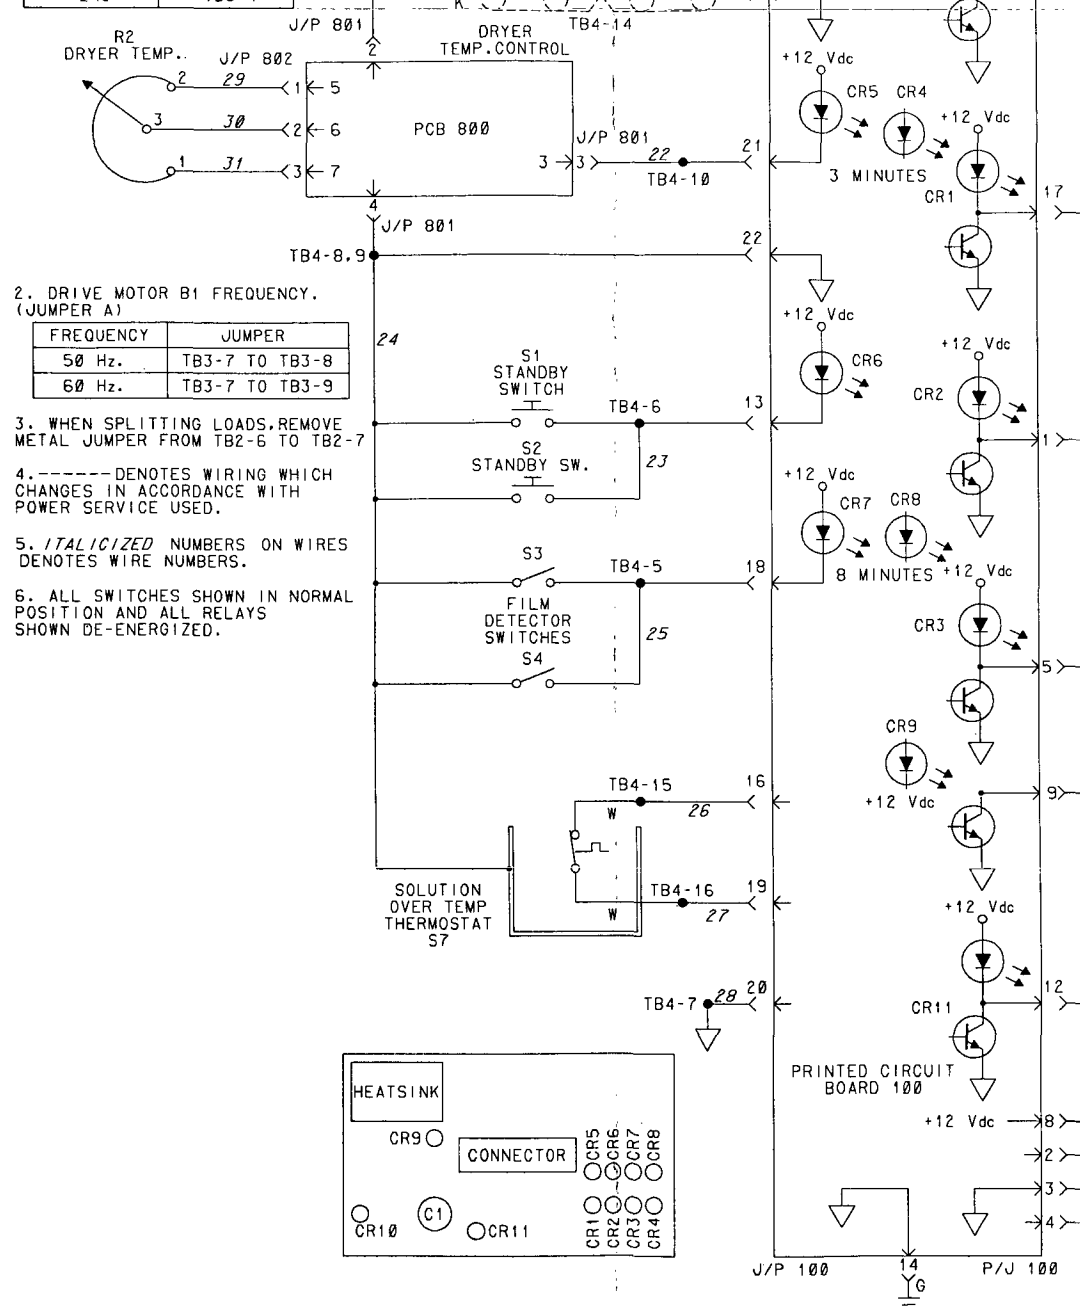 J/P 801
TB4-14
R2
DRYER TEMP.
J/P 802
2
DRYER
TEMP.CONTROL
+12 Vdc
2
29
1
5
CR5
CR4
3
30
2
6
PCB 800
J/P 801
+12 Vdc
1
31
3
7
3
3
22
21
TB4-10
3 MINUTES
CR1
17
4
J/P 801
TB4-8,9
22
2. DRIVE MOTOR B1 FREQUENCY.
(JUMPER A)
FREQUENCY JUMPER
50 Hz. TB3-7 TO TB3-8
60 Hz. TB3-7 TO TB3-9
24
+12 Vdc
S1
STANDBY
SWITCH
CR6
+12 Vdc
CR2
TB4-6
13
1
3. WHEN SPLITTING LOADS,REMOVE
METAL JUMPER FROM TB2-6 TO TB2-7
S2
STANDBY SW.
23
4.------DENOTES WIRING WHICH
CHANGES IN ACCORDANCE WITH
POWER SERVICE USED.
+12 Vdc
CR7
CR8
5. ITALICIZED NUMBERS ON WIRES
DENOTES WIRE NUMBERS.
S3
TB4-5
18
8 MINUTES
+12 Vdc
6. ALL SWITCHES SHOWN IN NORMAL
POSITION AND ALL RELAYS
SHOWN DE-ENERGIZED.
FILM
DETECTOR
SWITCHES
25
CR3
S4
5
CR9
+12 Vdc
TB4-15
16
26
9
W
SOLUTION
OVER TEMP
THERMOSTAT
S7
TB4-16
19
27
W
+12 Vdc
TB4-7
28
20
CR11
12
PRINTED CIRCUIT
BOARD 100
HEATSINK
CR9
CONNECTOR
CR5
CR6
CR7
CR8
CR10
C1
CR11
CR1
CR2
CR3
CR4
+12 Vdc
8
2
3
4
J/P 100
14
G
P/J 100